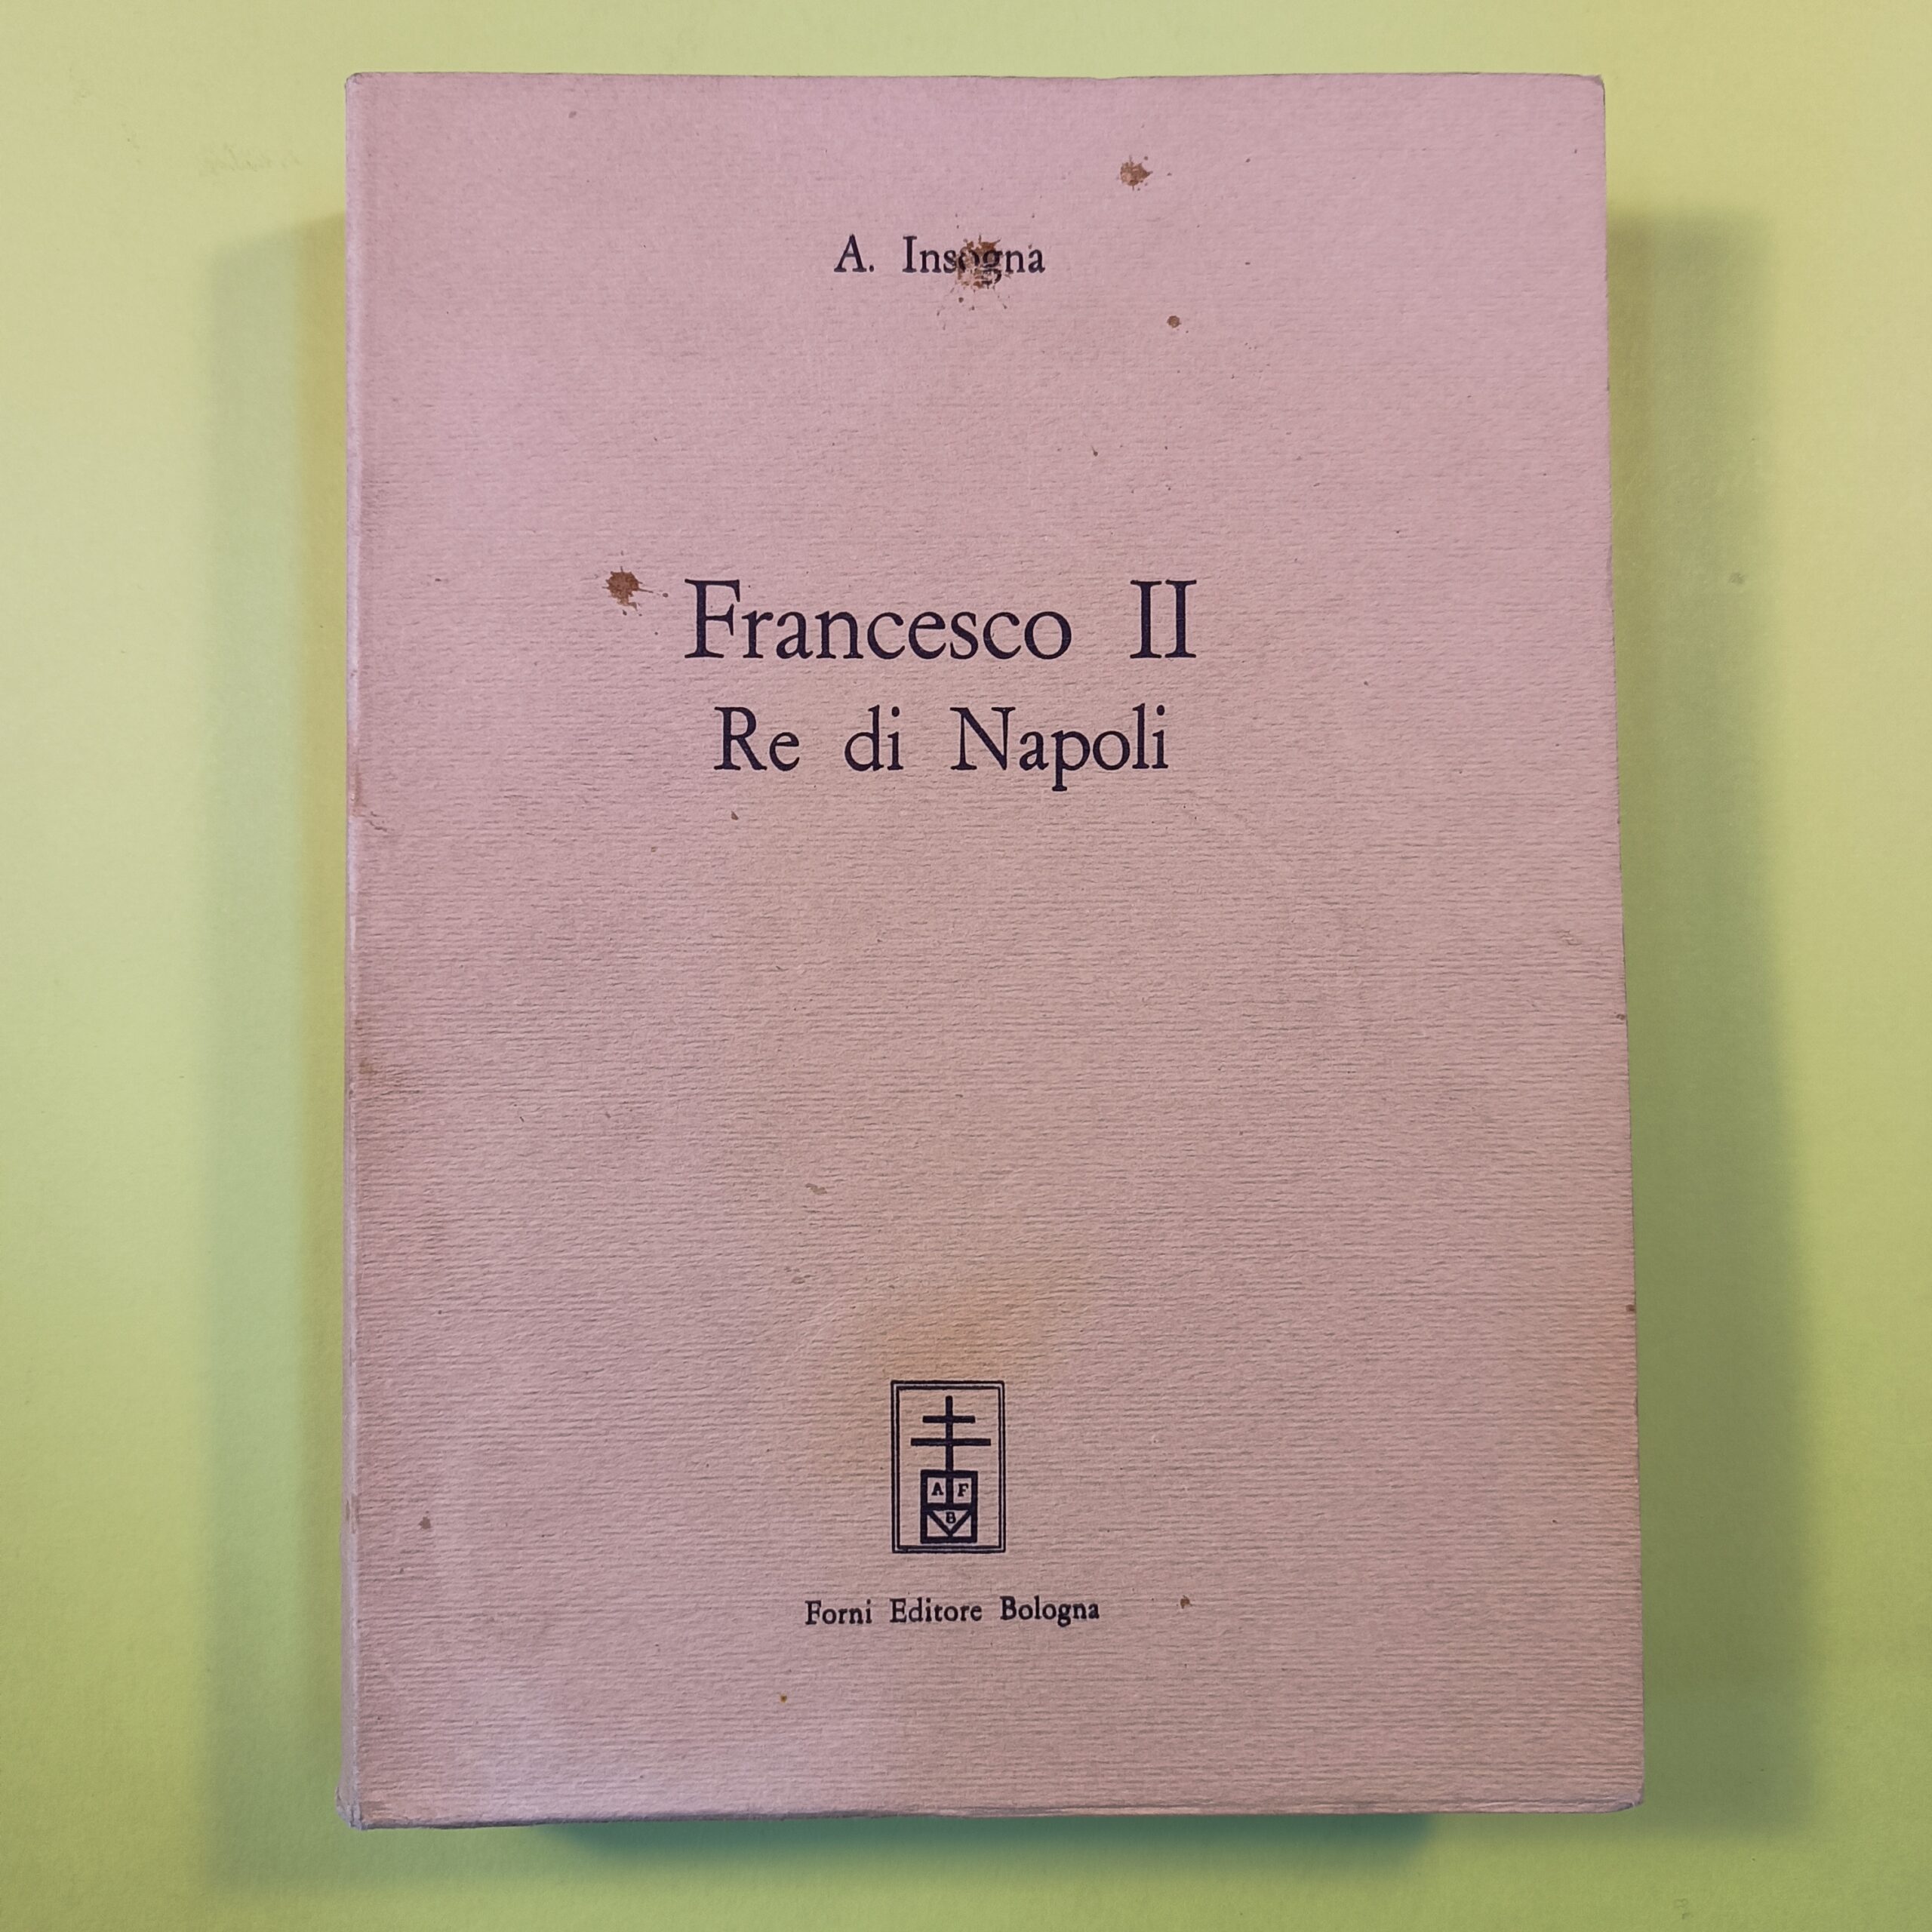 A. Insogna
Francesco II
Re di Napoli
A F
B
Forni Editore Bologna